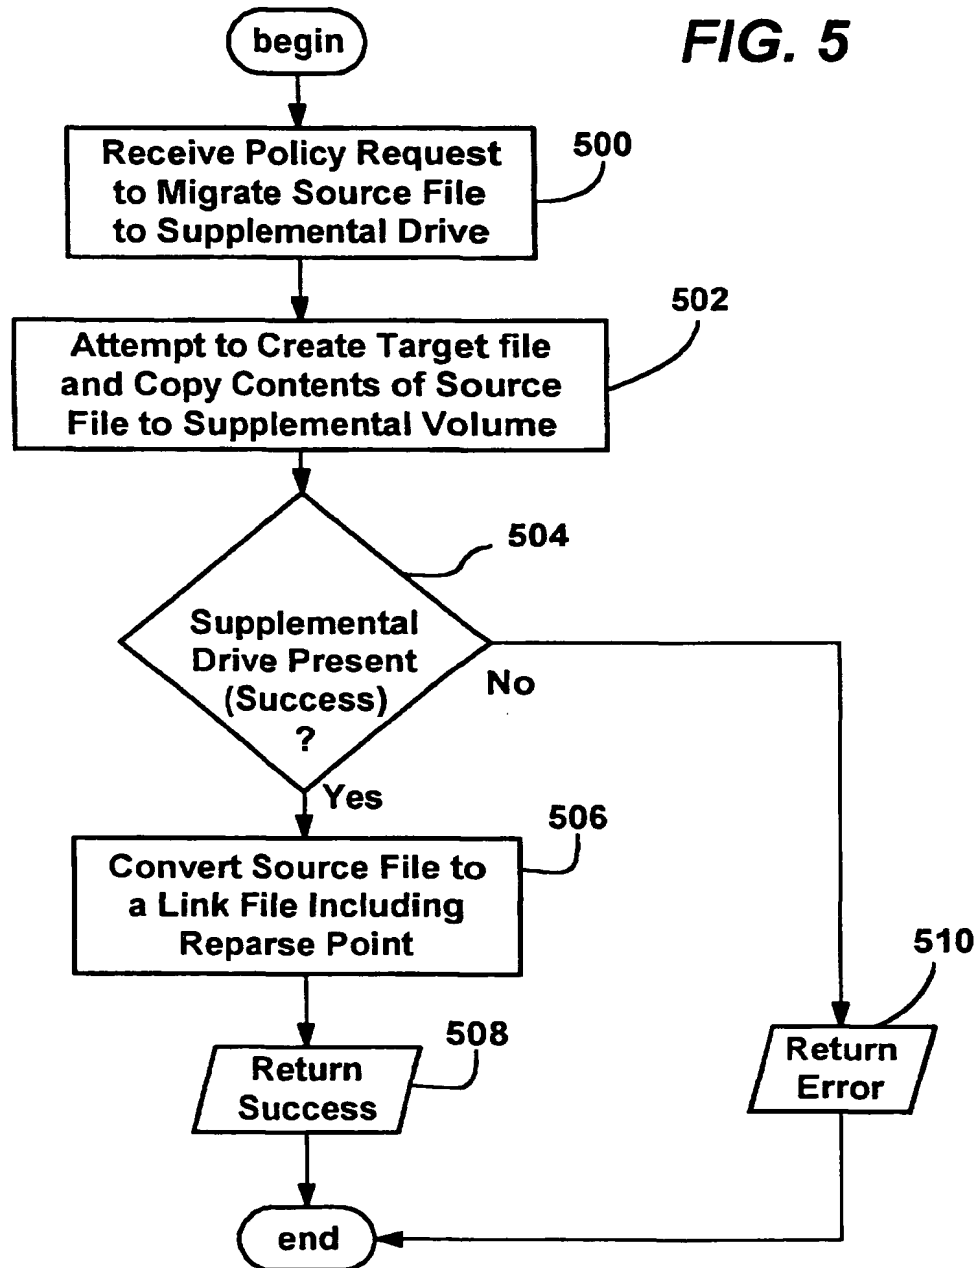 begin
FIG. 5
Receive Policy Request
to Migrate Source File
to Supplemental Drive
500
Attempt to Create Target file
and Copy Contents of Source
File to Supplemental Volume
502
504
Supplemental
Drive Present
(Success)
?
No
Yes
Convert Source File to
a Link File Including
Reparse Point
506
Return
Success
508
Return
Error
510
end